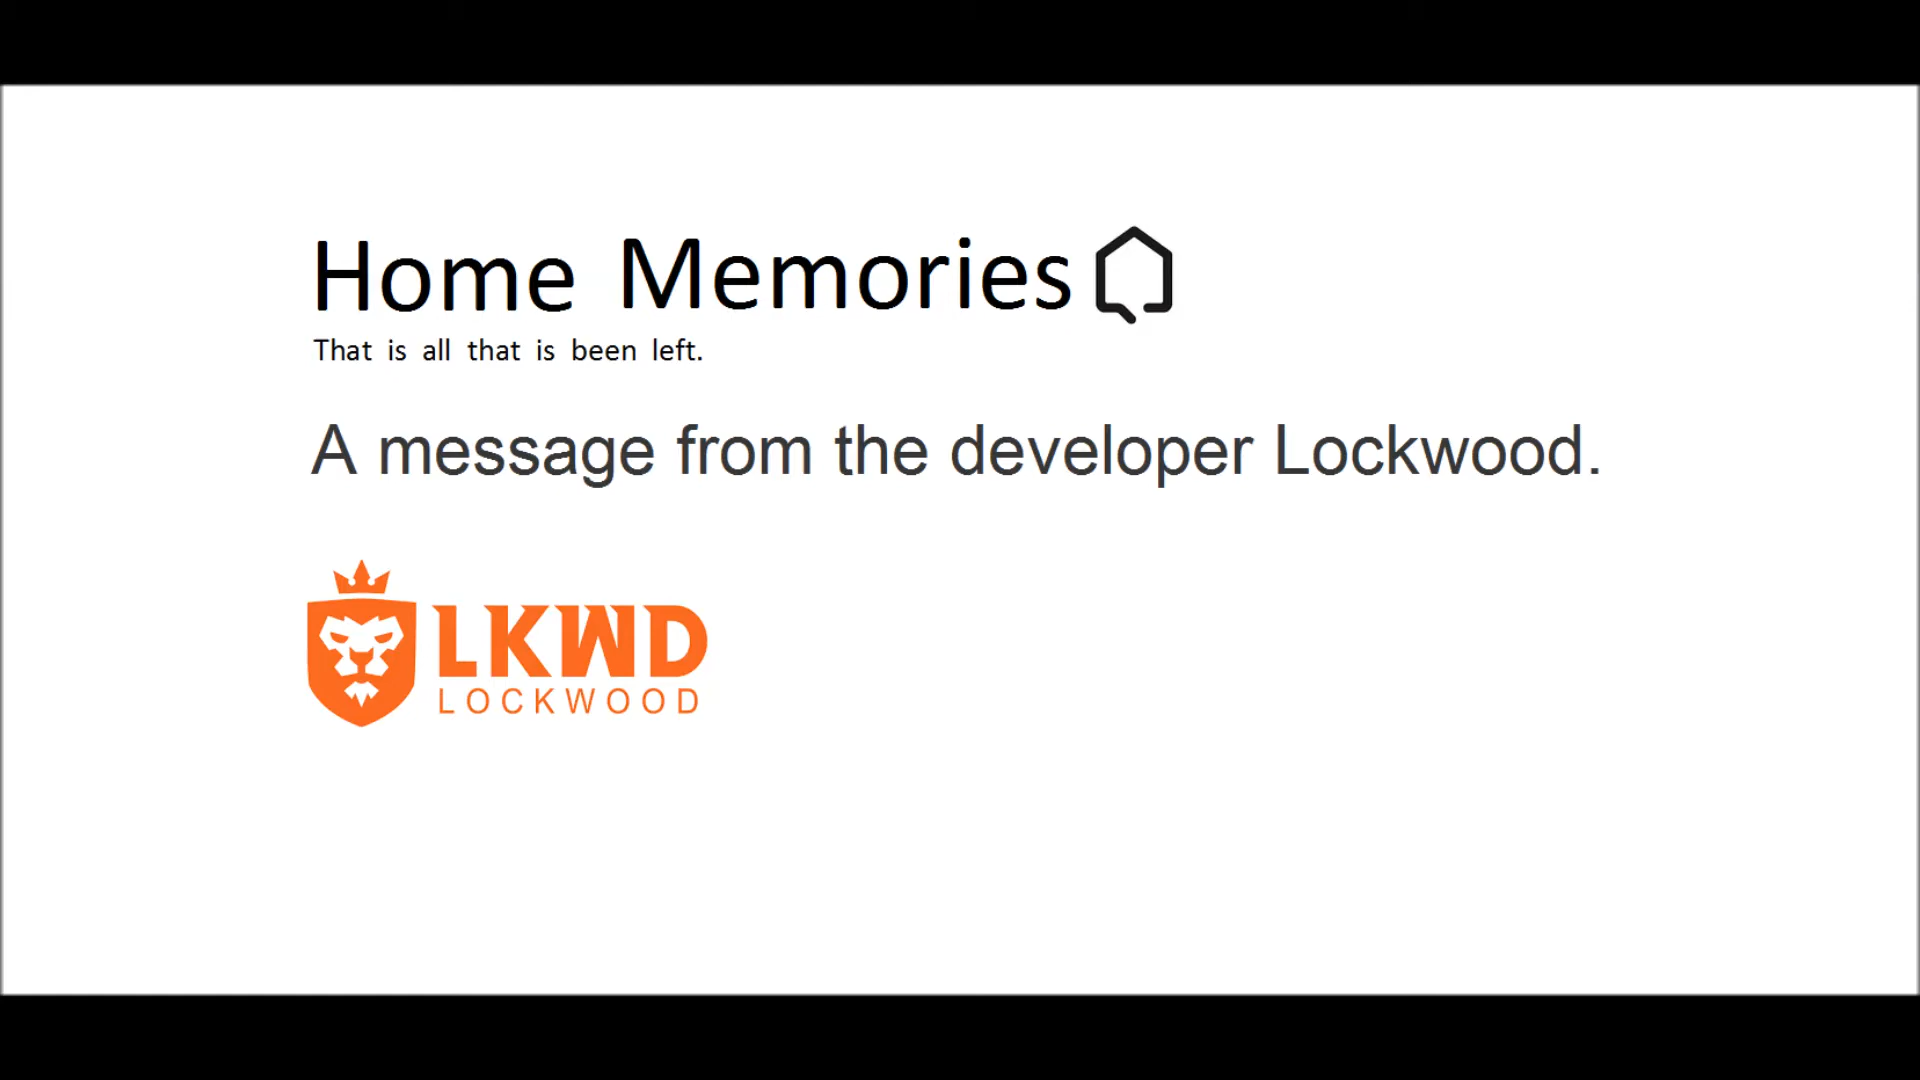 Home Memories
That is all that is been left.
A message from the developer Lockwood.
LKWD
LOCKWOOD